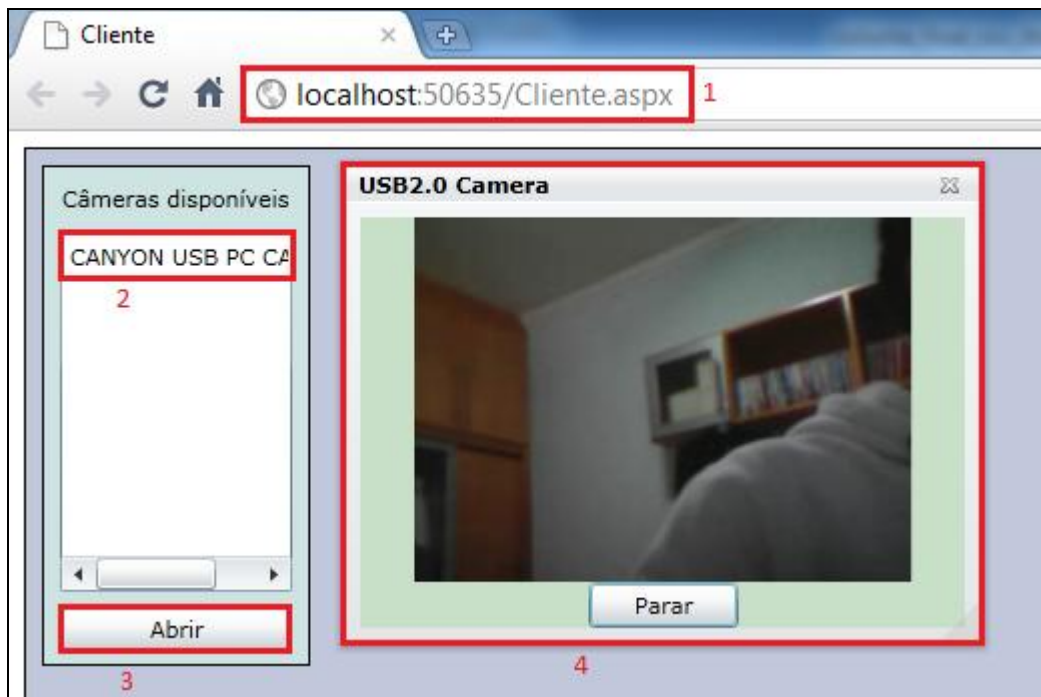 Cliente
localhost:50635/Cliente.aspx 1
Câmeras disponíveis
CANYON USB PC CA
2
Abrir
3
USB2.0 Camera
Parar
4